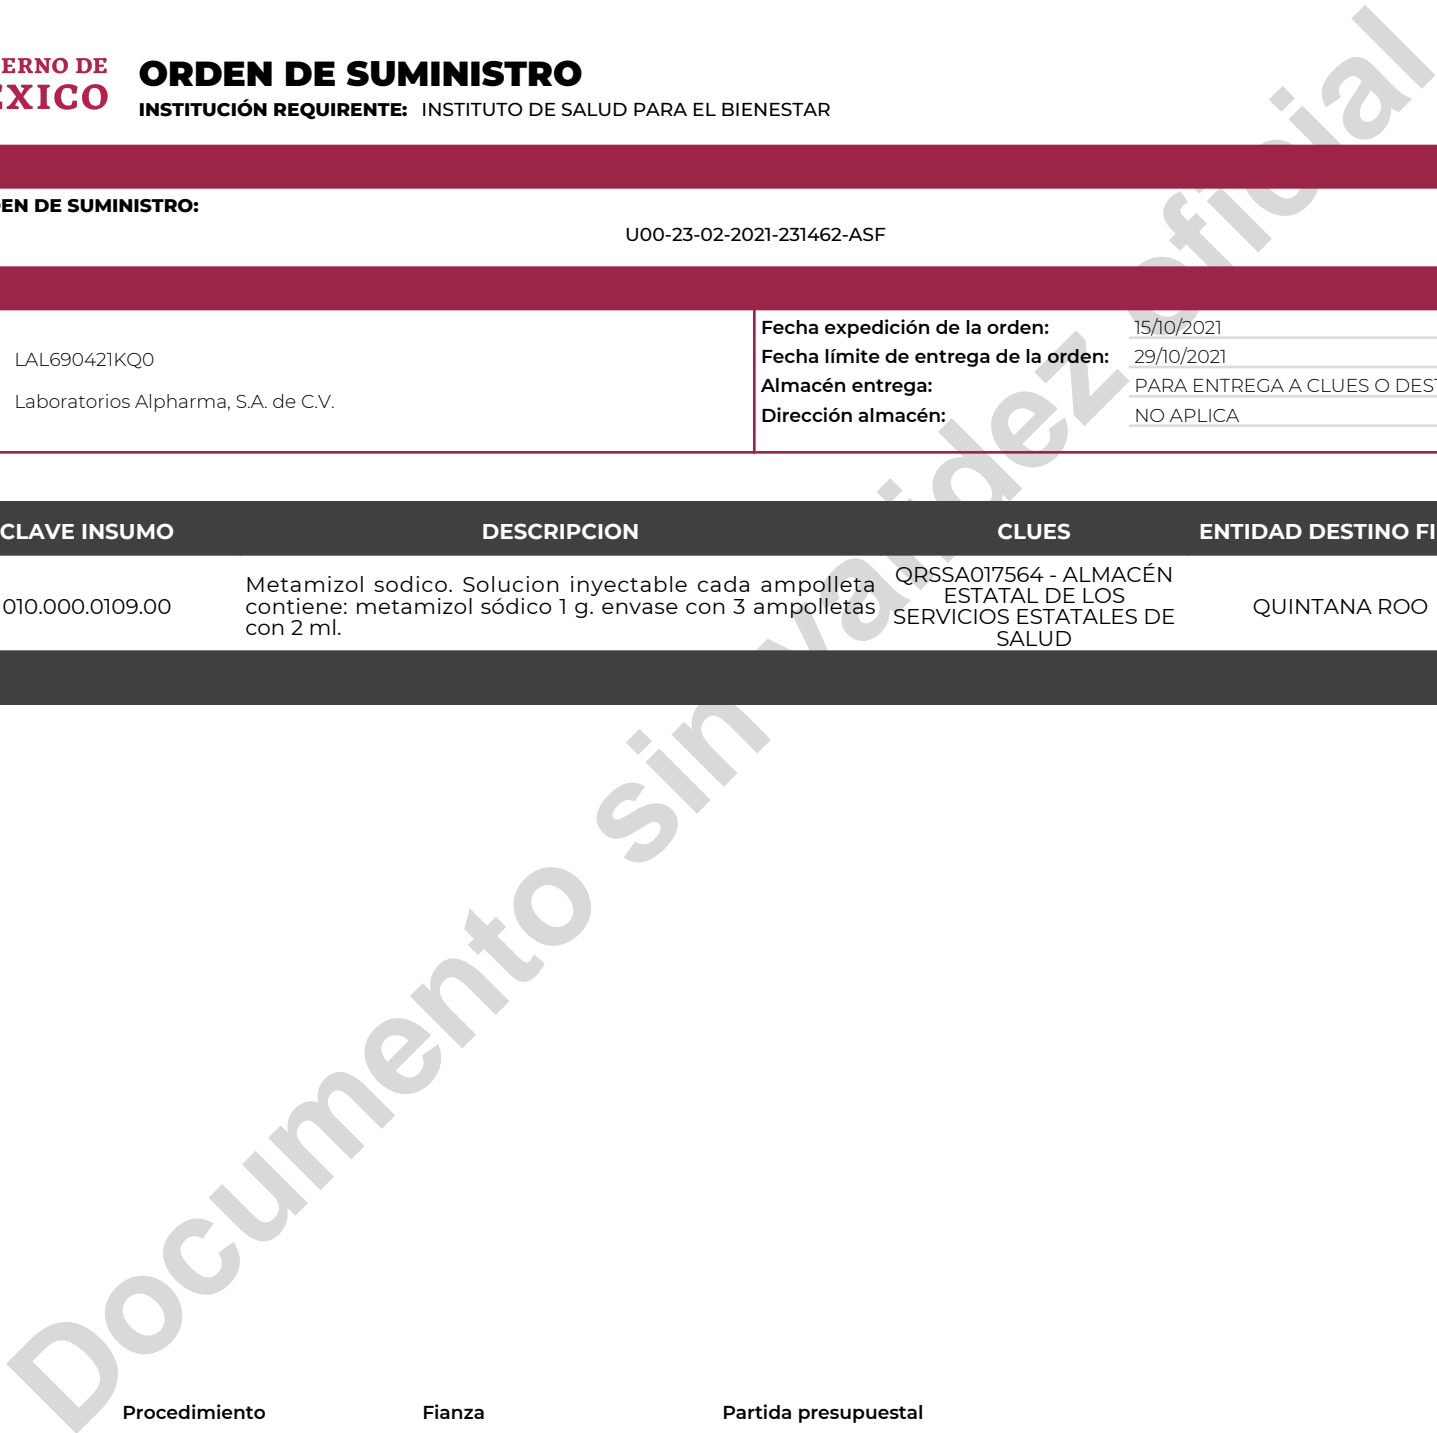 ERNO DE
ÉXICO
ORDEN DE SUMINISTRO
INSTITUCIÓN REQUIRENTE: INSTITUTO DE SALUD PARA EL BIENESTAR
EN DE SUMINISTRO:
U00-23-02-2021-231462-ASF
LAL690421KQ0
Laboratorios Alpharma, S.A. de C.V.
Fecha expedición de la orden: 15/10/2021
Fecha límite de entrega de la orden: 29/10/2021
Almacén entrega: PARA ENTREGA A CLUES O DEST
Dirección almacén: NO APLICA
CLAVE INSUMO DESCRIPCION CLUES ENTIDAD DESTINO FI
010.000.0109.00
Metamizol sodico. Solucion inyectable cada ampolleta
contiene: metamizol sódico 1 g. envase con 3 ampolletas
con 2 ml.
QRSSA017564 - ALMACÉN
ESTATAL DE LOS
SERVICIOS ESTATALES DE
SALUD
QUINTANA ROO
Documento sin validez oficial
Procedimiento Fianza Partida presupuestal